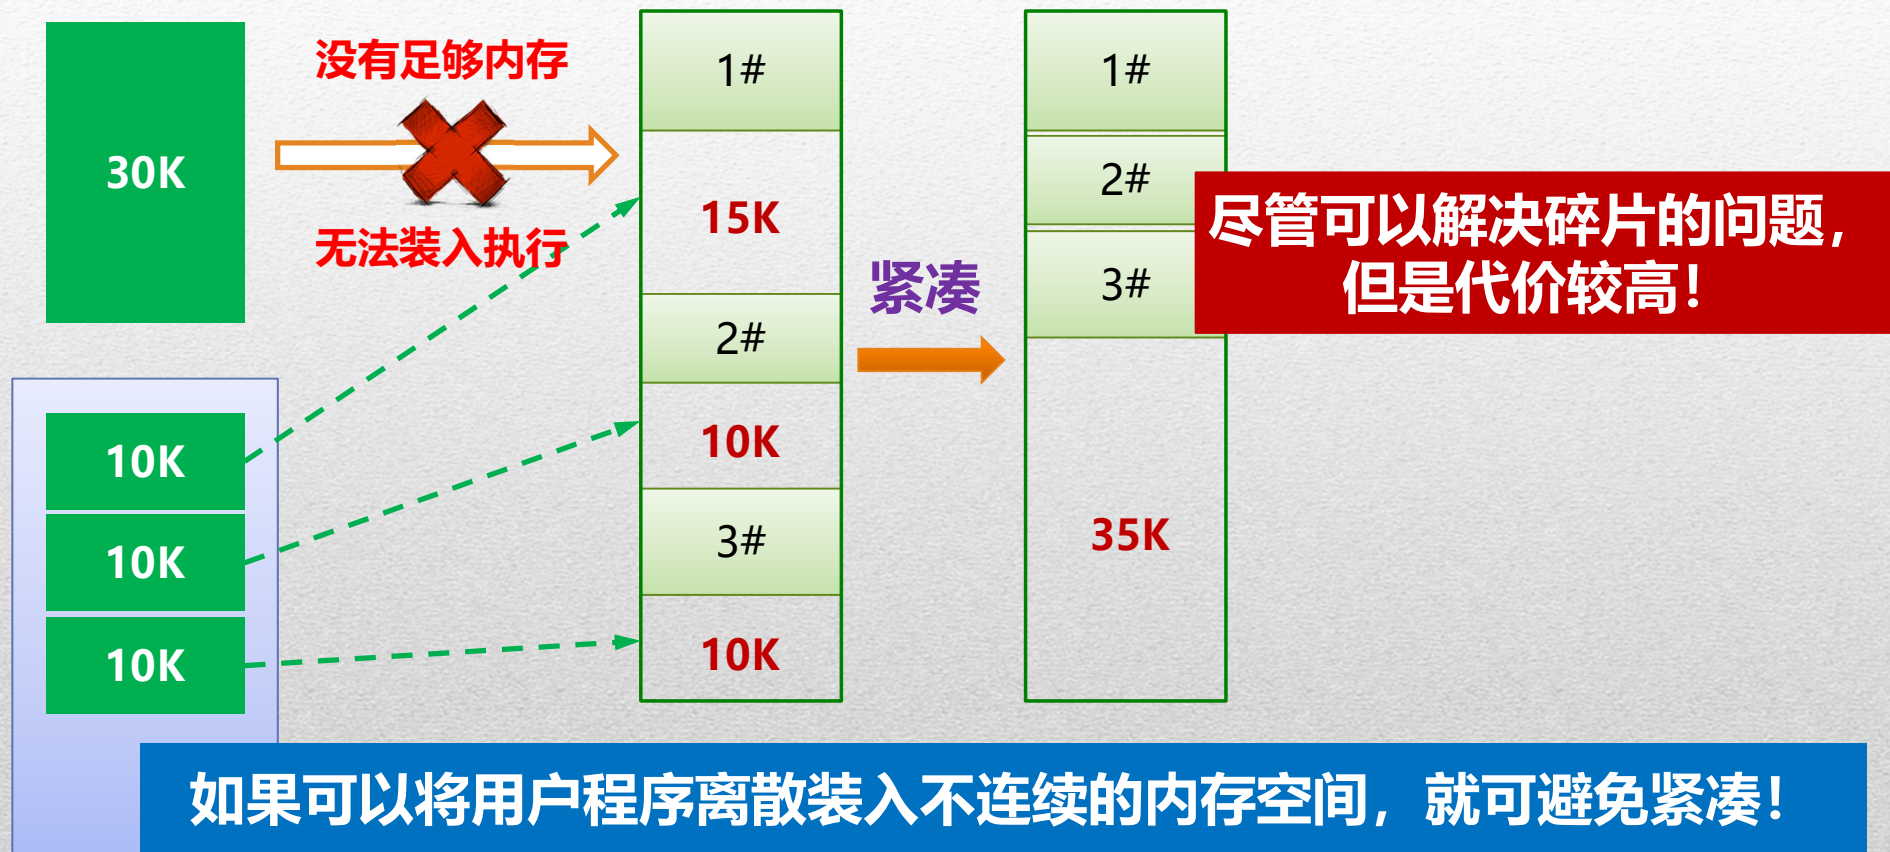 30K
没有足够内存
无法装入执行
10K
10K
10K
1#
15K
2#
10K
3#
10K
紧凑
1#
2#
3#
35K
尽管可以解决碎片的问题，
但是代价较高！
如果可以将用户程序离散装入不连续的内存空间，就可避免紧凑！